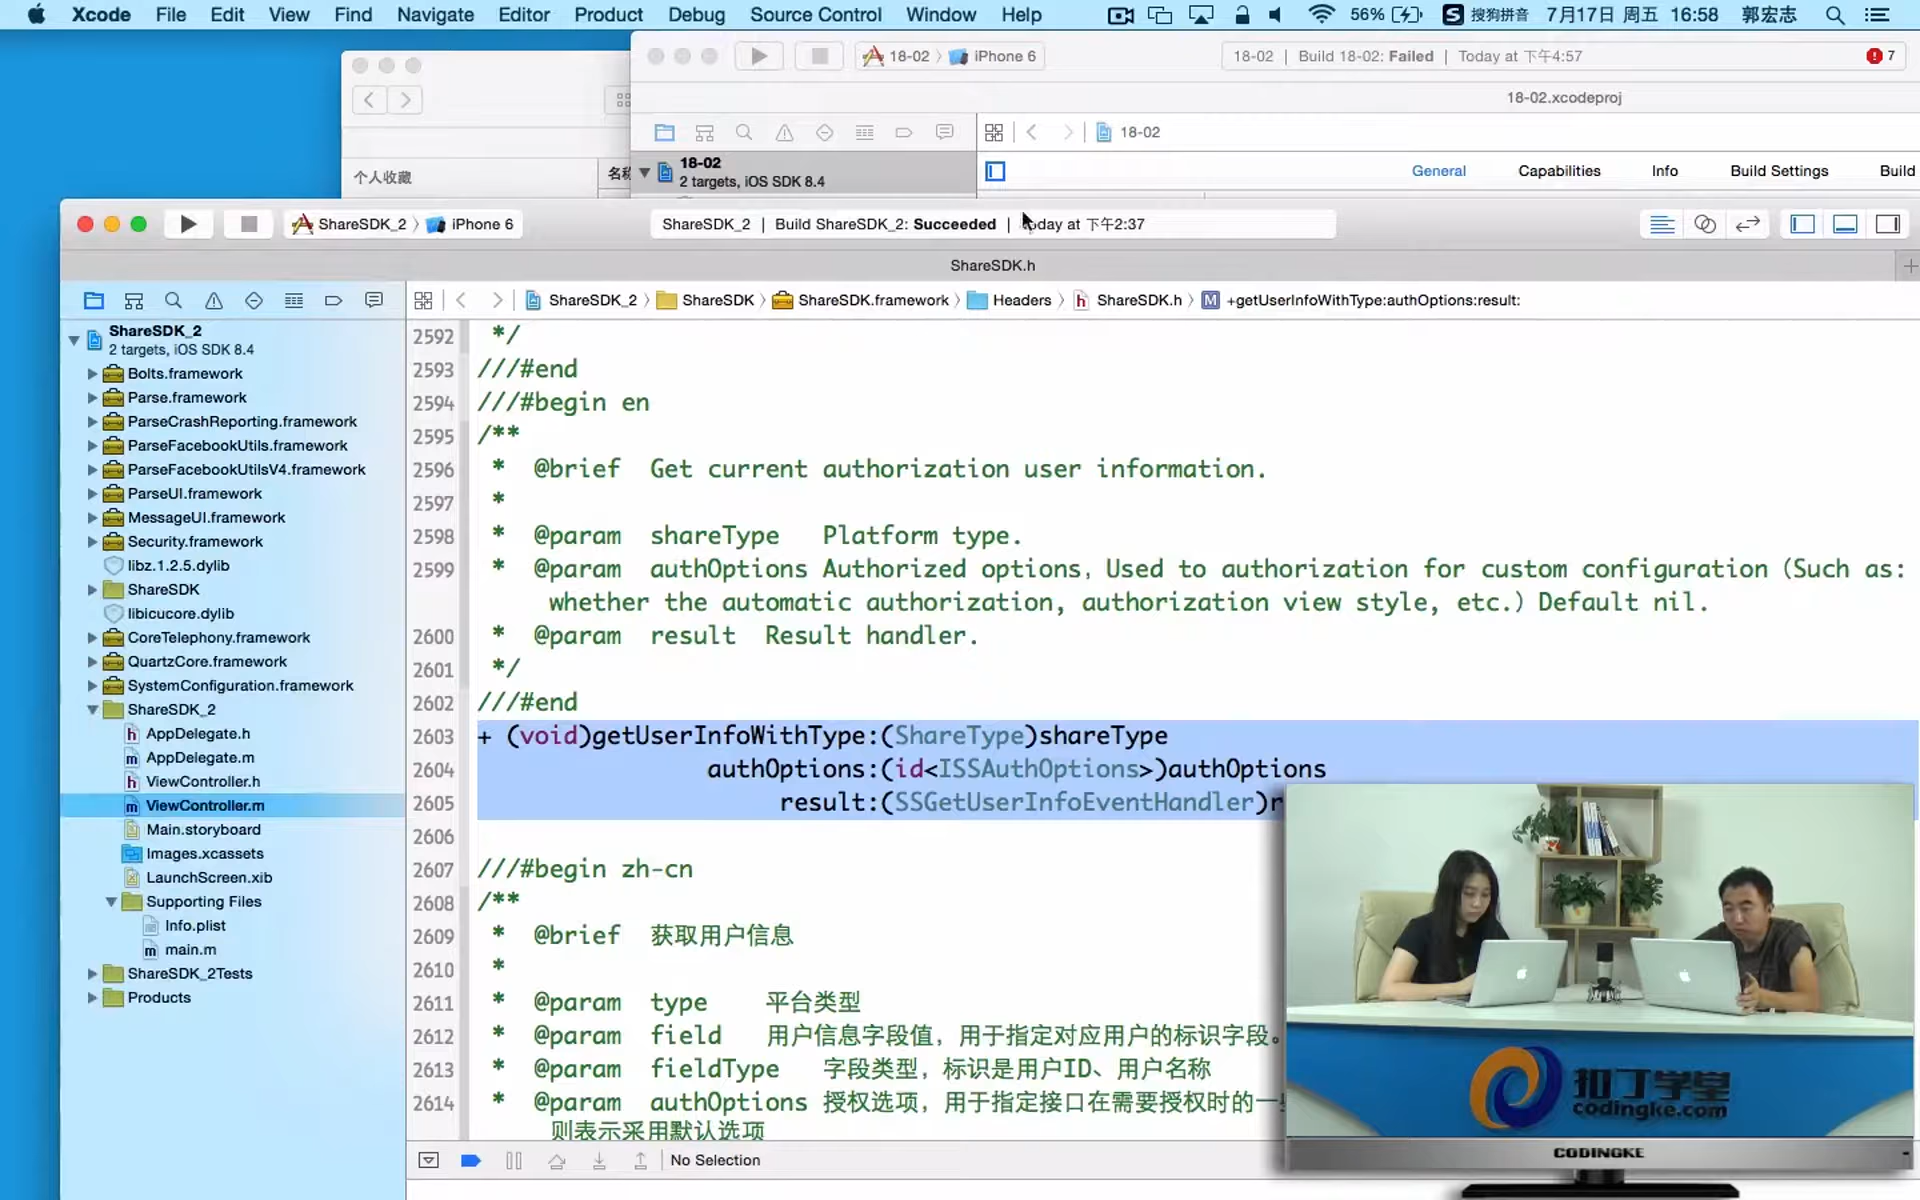 Xcode File Edit View Find Navigate Editor Product Debug Source Control Window Help 56% S 搜狗拼音 7月17日 周五 16:58 郭宏志
18-02 〉 iPhone 6
18-02 | Build 18-02: Failed | Today at 下午4:57
7
18-02.xcodeproj
18-02
个人收藏
18-02
2 targets, iOS SDK 8.4
General Capabilities Info Build Settings Build
ShareSDK_2 〉 iPhone 6
ShareSDK_2 | Build ShareSDK_2: Succeeded | Today at 下午2:37
ShareSDK.h
ShareSDK_2 〉 ShareSDK 〉 ShareSDK.framework 〉 Headers 〉 h ShareSDK.h 〉 M +getUserInfoWithType:authOptions:result:
ShareSDK_2
2 targets, iOS SDK 8.4
Bolts.framework
Parse.framework
ParseCrashReporting.framework
ParseFacebookUtils.framework
ParseFacebookUtilsV4.framework
ParseUI.framework
MessageUI.framework
Security.framework
libz.1.2.5.dylib
ShareSDK
libicucore.dylib
CoreTelephony.framework
QuartzCore.framework
SystemConfiguration.framework
ShareSDK_2
h AppDelegate.h
m AppDelegate.m
h ViewController.h
m ViewController.m
Main.storyboard
Images.xcassets
LaunchScreen.xib
Supporting Files
Info.plist
m main.m
ShareSDK_2Tests
Products
2592 */
2593 ///#end
2594 ///#begin en
2595 /**
2596 * @brief Get current authorization user information.
2597 *
2598 * @param shareType Platform type.
2599 * @param authOptions Authorized options, Used to authorization for custom configuration (Such as:
whether the automatic authorization, authorization view style, etc.) Default nil.
2600 * @param result Result handler.
2601 */
2602 ///#end
2603 + (void)getUserInfoWithType:(ShareType)shareType
2604 authOptions:(id<ISSAuthOptions>)authOptions
2605 result:(SSGetUserInfoEventHandler)r
2606
2607 ///#begin zh-cn
2608 /**
2609 * @brief 获取用户信息
2610 *
2611 * @param type 平台类型
2612 * @param field 用户信息字段值，用于指定对应用户的标识字段。
2613 * @param fieldType 字段类型，标识是用户ID、用户名称
2614 * @param authOptions 授权选项，用于指定接口在需要授权时的一
则表示采用默认选项
No Selection
扣丁学堂
codingke.com
CODINGKE